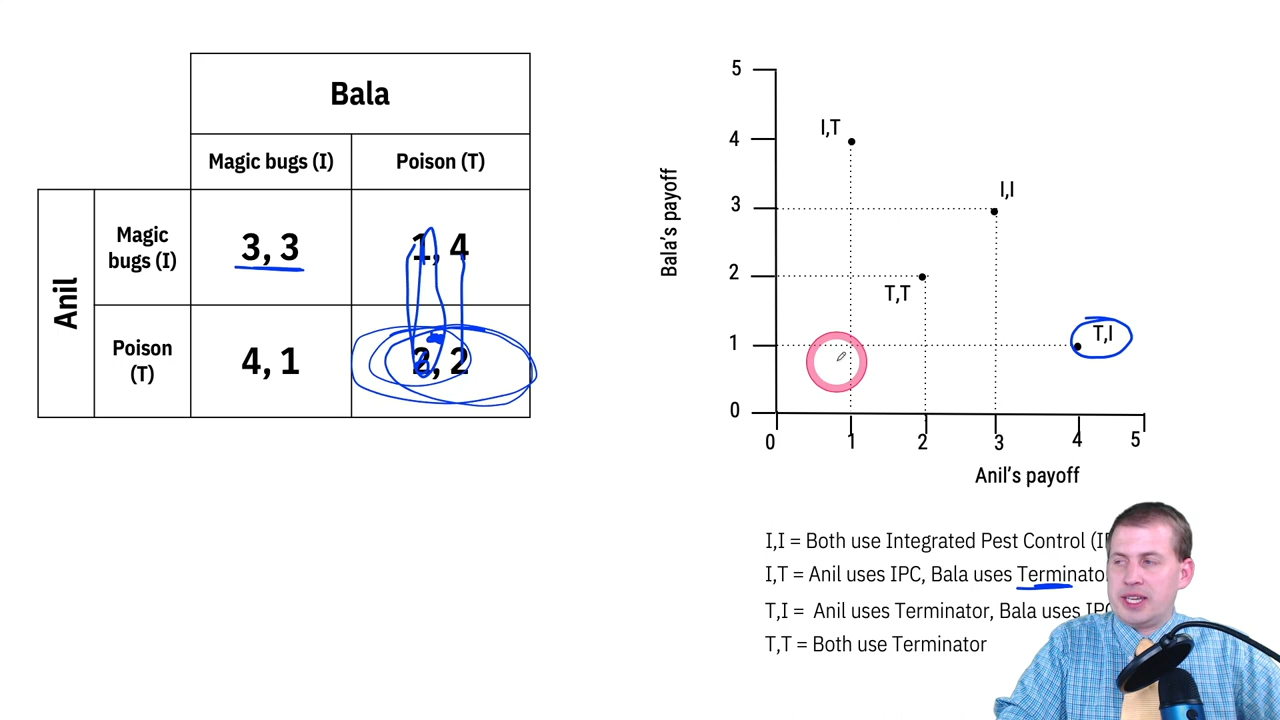 Bala
Magic bugs (I)
Poison (T)
Anil
Magic
bugs (I)
3, 3
1, 4
Poison
(T)
4, 1
2, 2
5
4
3
2
1
0
Bala's payoff
I,T
I,I
T,T
T,I
0
1
2
3
4
5
Anil's payoff
I,I = Both use Integrated Pest Control (I
I,T = Anil uses IPC, Bala uses Terminato
T,I = Anil uses Terminator, Bala uses IPC
T,T = Both use Terminator